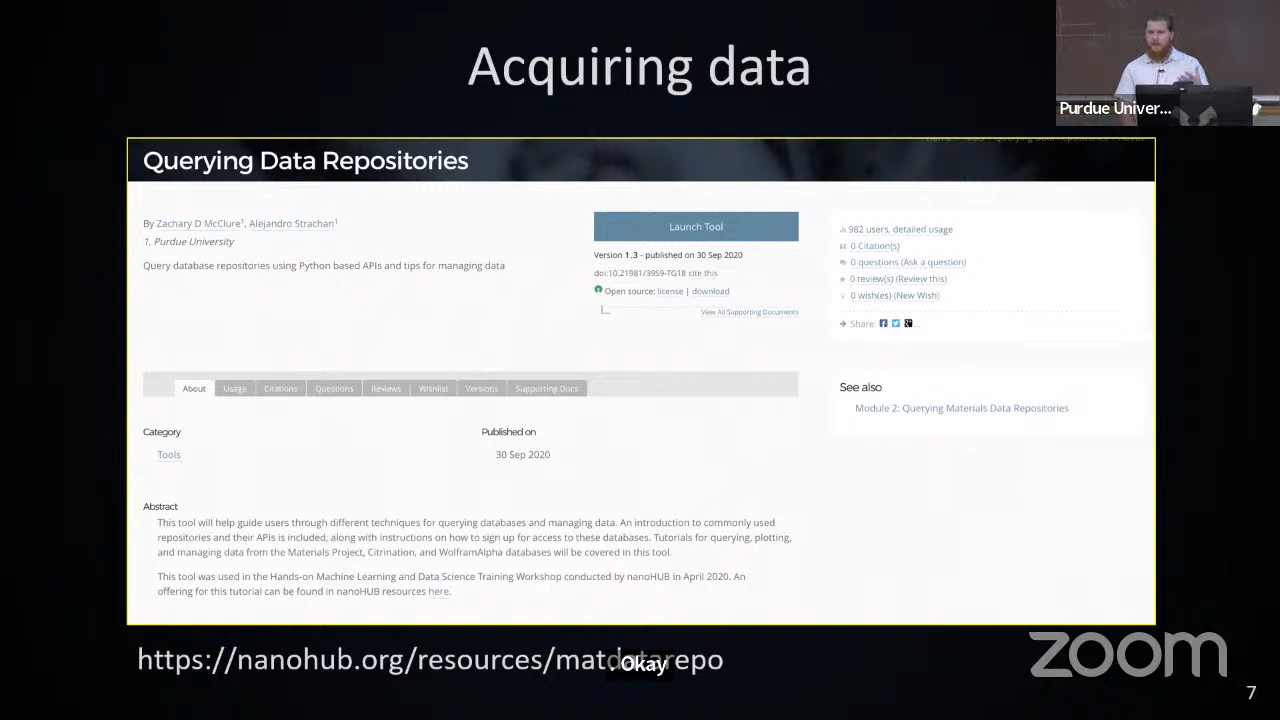 Acquiring data
Purdue Univer...
Querying Data Repositories
By Zachary D McClure1, Alejandro Strachan1
1. Purdue University
Query database repositories using Python based APIs and tips for managing data
Launch Tool
Version 1.3 - published on 30 Sep 2020
doi:10.21981/39S9-TG18 cite this
Open source: license | download
View All Supporting Documents
982 users, detailed usage
0 Citation(s)
0 questions (Ask a question)
0 review(s) (Review this)
0 wish(es) (New Wish)
Share:
See also
Module 2: Querying Materials Data Repositories
About Usage Citations Questions Reviews Wishlist Versions Supporting Docs
Category
Published on
Tools
30 Sep 2020
Abstract
This tool will help guide users through different techniques for querying databases and managing data. An introduction to commonly used
repositories and their APIs is included, along with instructions on how to sign up for access to these databases. Tutorials for querying, plotting,
and managing data from the Materials Project, Citrination, and WolframAlpha databases will be covered in this tool.
This tool was used in the Hands-on Machine Learning and Data Science Training Workshop conducted by nanoHUB in April 2020. An
offering for this tutorial can be found in nanoHUB resources here.
https://nanohub.org/resources/matdatarepo
Okay
zoom
7